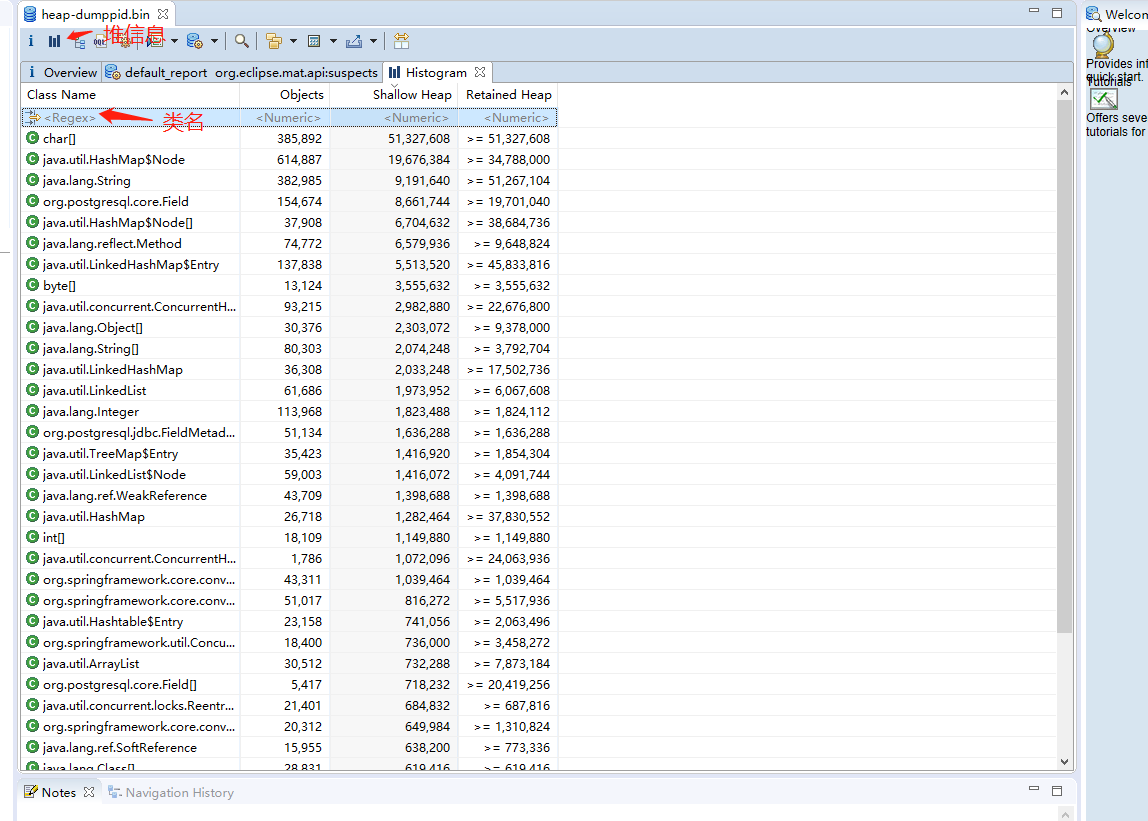 heap-dumppid.bin
堆信息
i Overview default_report org.eclipse.mat.api:suspects Histogram
Class Name Objects Shallow Heap Retained Heap
<Regex> 类名 <Numeric> <Numeric> <Numeric>
char[] 385,892 51,327,608 >= 51,327,608
java.util.HashMap$Node 614,887 19,676,384 >= 34,788,000
java.lang.String 382,985 9,191,640 >= 51,267,104
org.postgresql.core.Field 154,674 8,661,744 >= 19,701,040
java.util.HashMap$Node[] 37,908 6,704,632 >= 38,684,736
java.lang.reflect.Method 74,772 6,579,936 >= 9,648,824
java.util.LinkedHashMap$Entry 137,838 5,513,520 >= 45,833,816
byte[] 13,124 3,555,632 >= 3,555,632
java.util.concurrent.ConcurrentH... 93,215 2,982,880 >= 22,676,800
java.lang.Object[] 30,376 2,303,072 >= 9,378,000
java.lang.String[] 80,303 2,074,248 >= 3,792,704
java.util.LinkedHashMap 36,308 2,033,248 >= 17,502,736
java.util.LinkedList 61,686 1,973,952 >= 6,067,608
java.lang.Integer 113,968 1,823,488 >= 1,824,112
org.postgresql.jdbc.FieldMetad... 51,134 1,636,288 >= 1,636,288
java.util.TreeMap$Entry 35,423 1,416,920 >= 1,854,304
java.util.LinkedList$Node 59,003 1,416,072 >= 4,091,744
java.lang.ref.WeakReference 43,709 1,398,688 >= 1,398,688
java.util.HashMap 26,718 1,282,464 >= 37,830,552
int[] 18,109 1,149,880 >= 1,149,880
java.util.concurrent.ConcurrentH... 1,786 1,072,096 >= 24,063,936
org.springframework.core.conv... 43,311 1,039,464 >= 1,039,464
org.springframework.core.conv... 51,017 816,272 >= 5,517,936
java.util.Hashtable$Entry 23,158 741,056 >= 2,063,496
org.springframework.util.Concu... 18,400 736,000 >= 3,458,272
java.util.ArrayList 30,512 732,288 >= 7,873,184
org.postgresql.core.Field[] 5,417 718,232 >= 20,419,256
java.util.concurrent.locks.Reentr... 21,401 684,832 >= 687,816
org.springframework.core.conv... 20,312 649,984 >= 1,310,824
java.lang.ref.SoftReference 15,955 638,200 >= 773,336
java.lang.Class[] 28,831 619,416 >= 619,416
Notes Navigation History
Welcom
Overview
Provides inf
quick start.
Tutorials
Offers seve
tutorials for